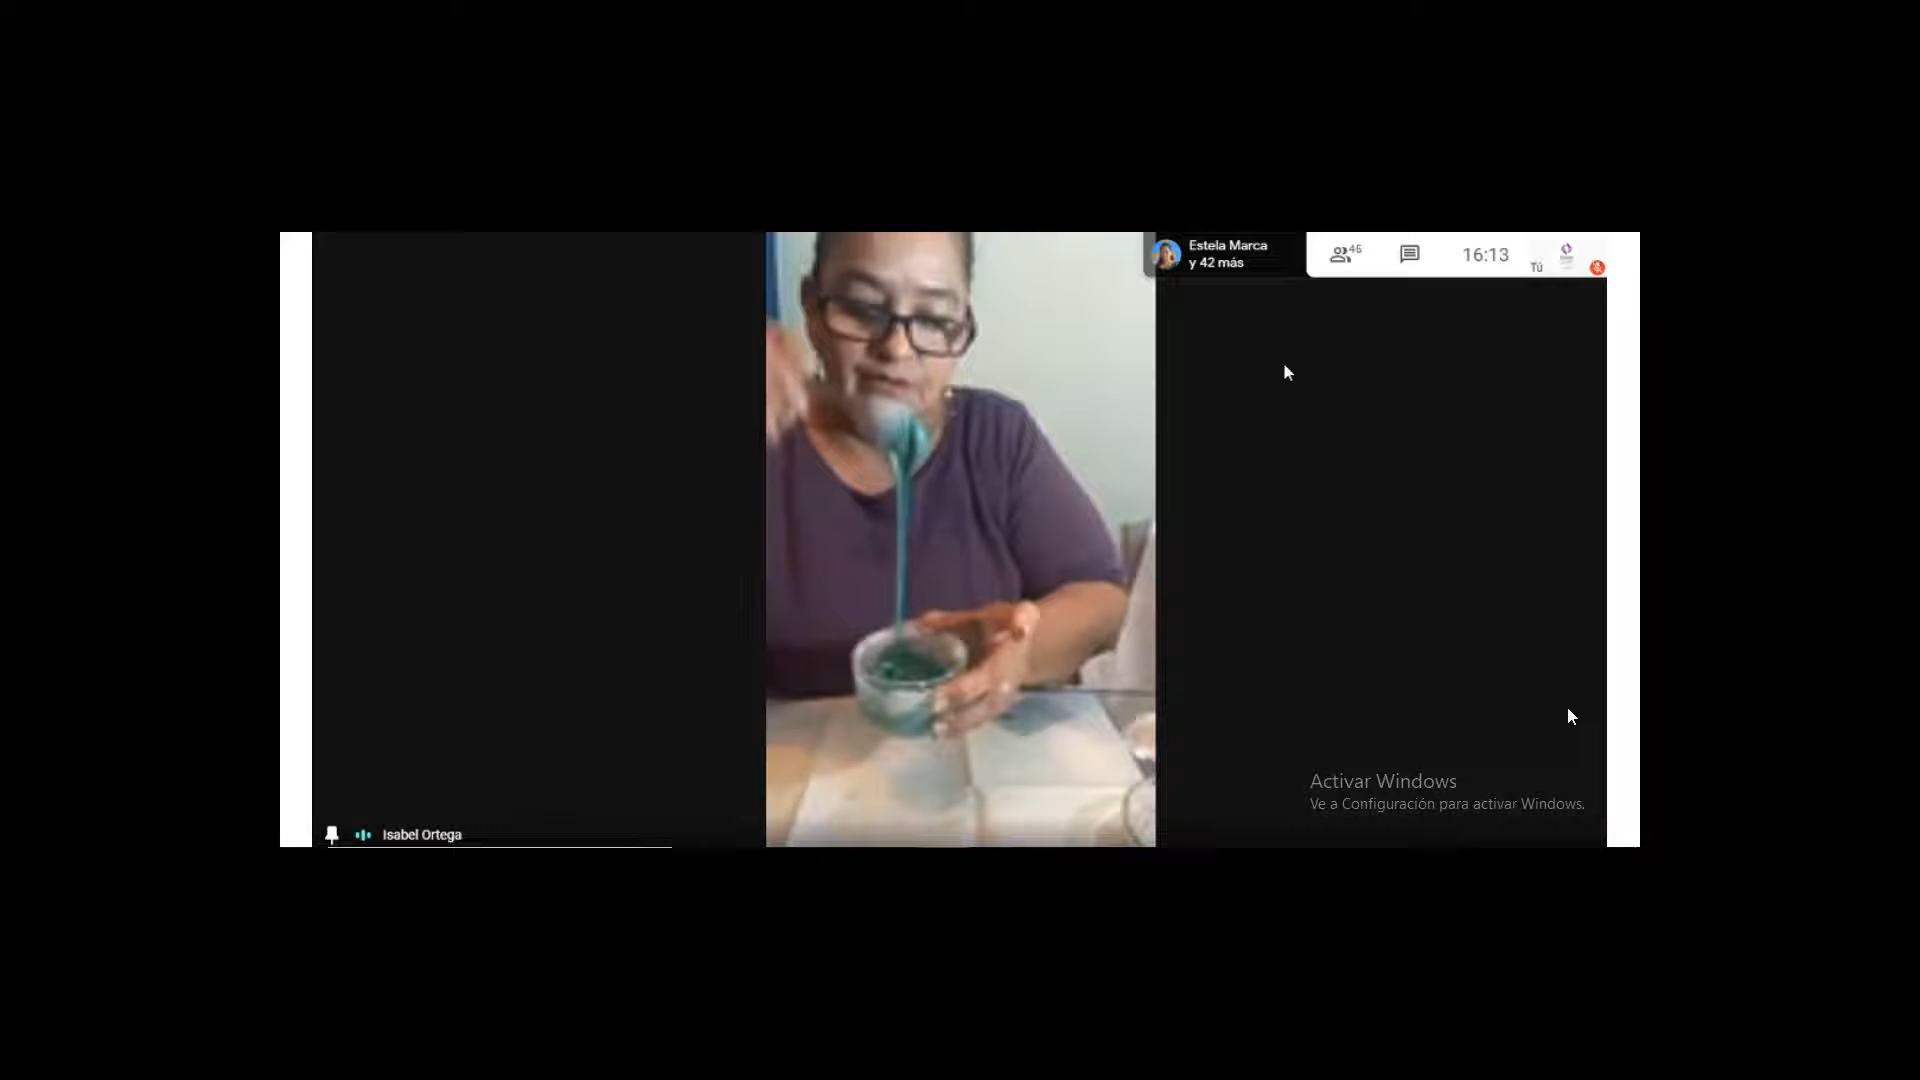 Estela Marca
y 42 más
45
16:13
Tú
Activar Windows
Ve a Configuración para activar Windows.
Isabel Ortega